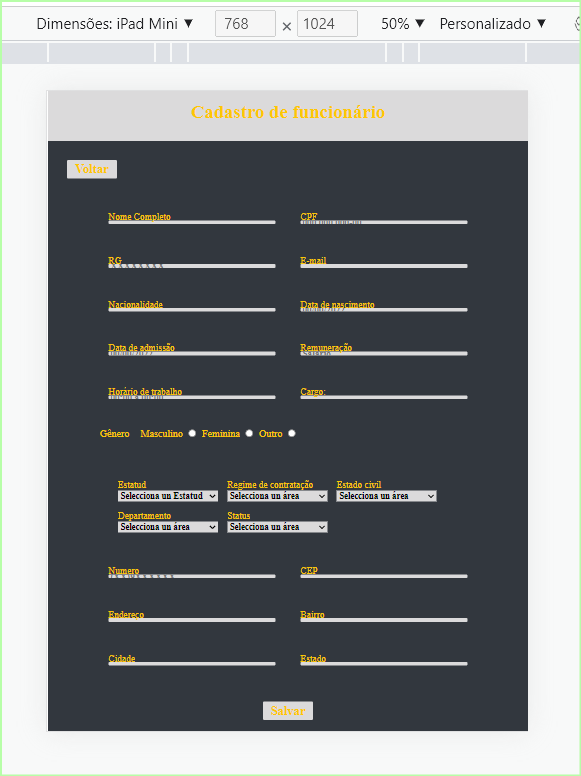 Dimensões: iPad Mini ▼ 768 × 1024 50% ▼ Personalizado ▼
Cadastro de funcionário
Voltar
Nome Completo CPF
RG E-mail
Nacionalidade Data de nascimento
Data de admissão Remuneração
Horário de trabalho Cargo:
Gênero Masculino Feminina Outro
Estatud Regime de contratação Estado civil
Selecciona un Estatud Selecciona un área Selecciona un área
Departamento Status
Selecciona un área Selecciona un área
Numero CEP
Endereço Bairro
Cidade Estado
Salvar